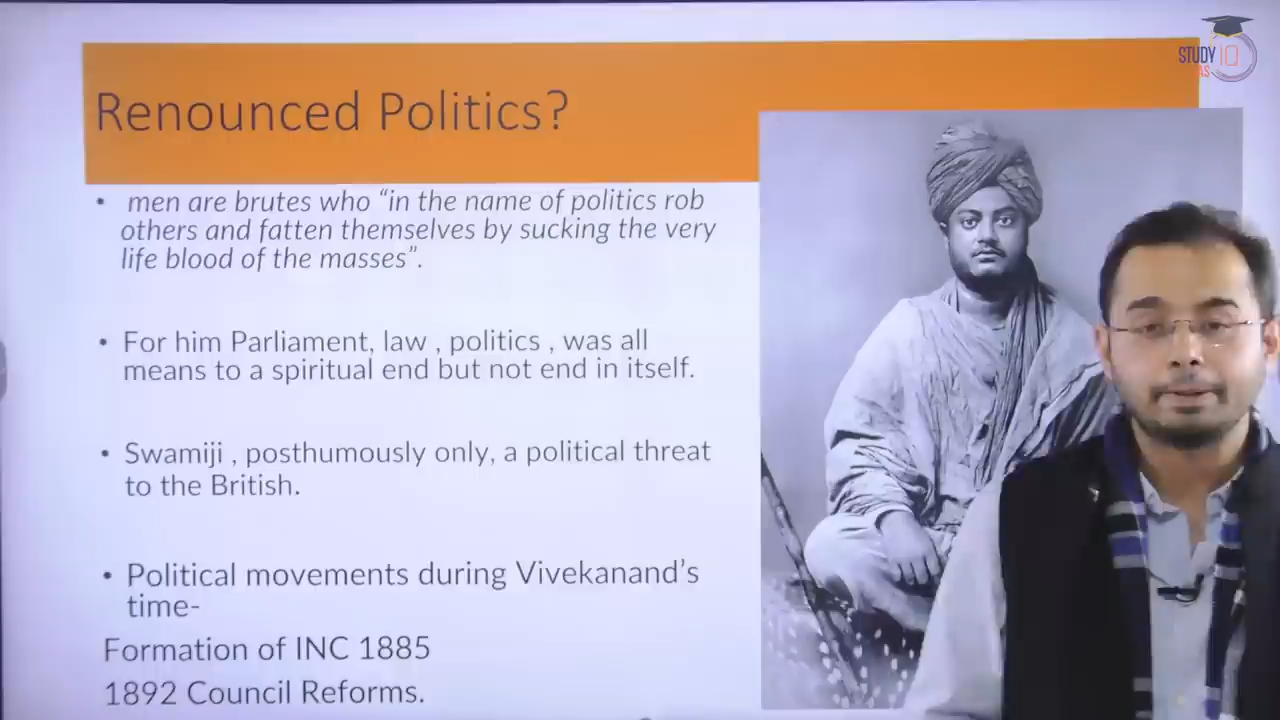 STUDY IQ
IAS
Renounced Politics?
• men are brutes who “in the name of politics rob
others and fatten themselves by sucking the very
life blood of the masses”.
• For him Parliament, law , politics , was all
means to a spiritual end but not end in itself.
• Swamiji , posthumously only, a political threat
to the British.
• Political movements during Vivekanand’s
time-
Formation of INC 1885
1892 Council Reforms.